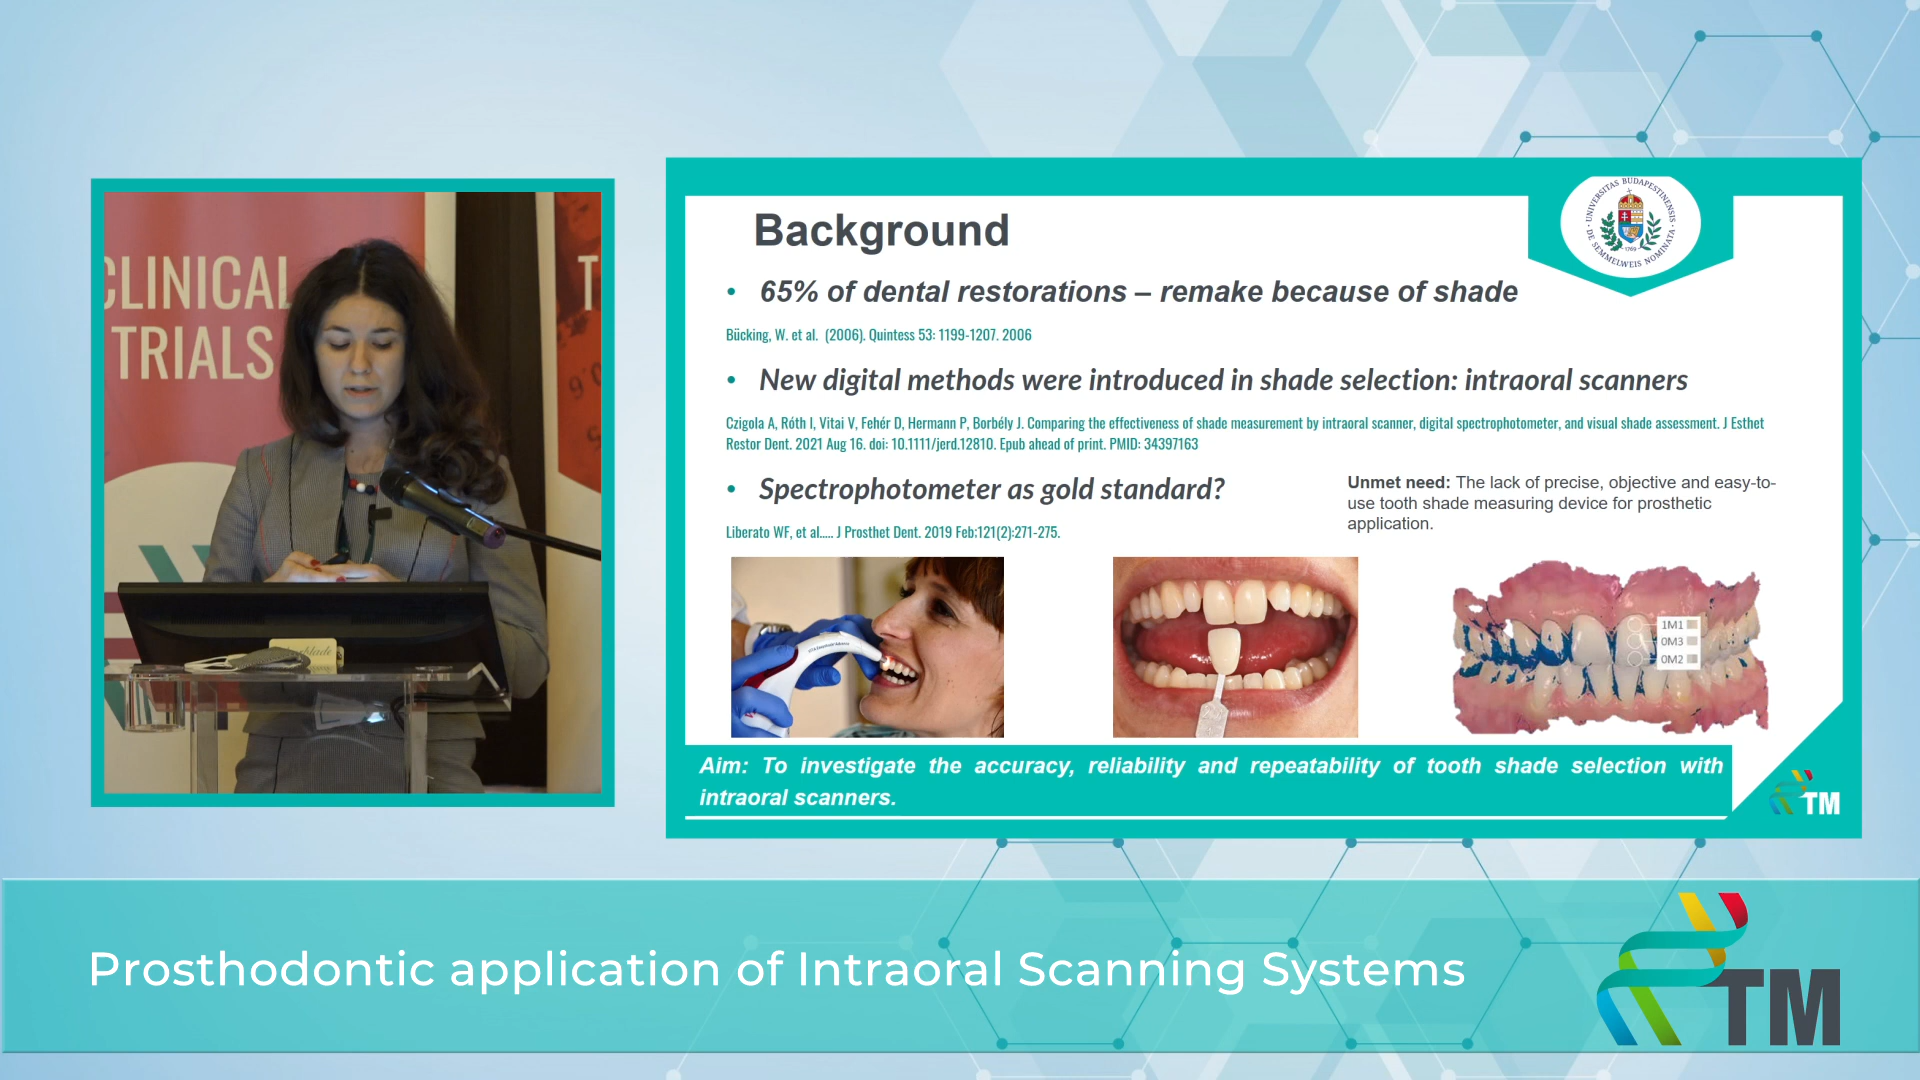 CLINICAL
TRIALS
T
Background
UNIVERSITAS BUDAPESTINENSIS
DE SEMMELWEIS NOMINATA
1769
• 65% of dental restorations – remake because of shade
Bücking, W. et al. (2006). Quintess 53: 1199-1207. 2006
• New digital methods were introduced in shade selection: intraoral scanners
Czigola A, Róth I, Vitai V, Fehér D, Hermann P, Borbély J. Comparing the effectiveness of shade measurement by intraoral scanner, digital spectrophotometer, and visual shade assessment. J Esthet
Restor Dent. 2021 Aug 16. doi: 10.1111/jerd.12810. Epub ahead of print. PMID: 34397163
• Spectrophotometer as gold standard?
Liberato WF, et al..... J Prosthet Dent. 2019 Feb;121(2):271-275.
Unmet need: The lack of precise, objective and easy-to-
use tooth shade measuring device for prosthetic
application.
1M1
0M3
0M2
Aim: To investigate the accuracy, reliability and repeatability of tooth shade selection with
intraoral scanners.
TM
Prosthodontic application of Intraoral Scanning Systems
TM